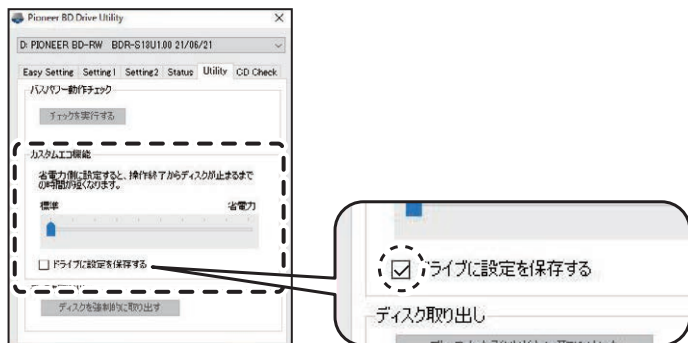 Pioneer BD Drive Utility
D: PIONEER BD-RW BDR-S13U1.00 21/06/21
Easy Setting Setting1 Setting2 Status Utility CD Check
バスパワー動作チェック
チェックを実行する
カスタムエコ機能
省電力側に設定すると、操作終了からディスクが止まるまで
の時間が短くなります。
標準 省電力
ドライブに設定を保存する
ディスクを強制的に取り出す
ドライブに設定を保存する
ディスク取り出し